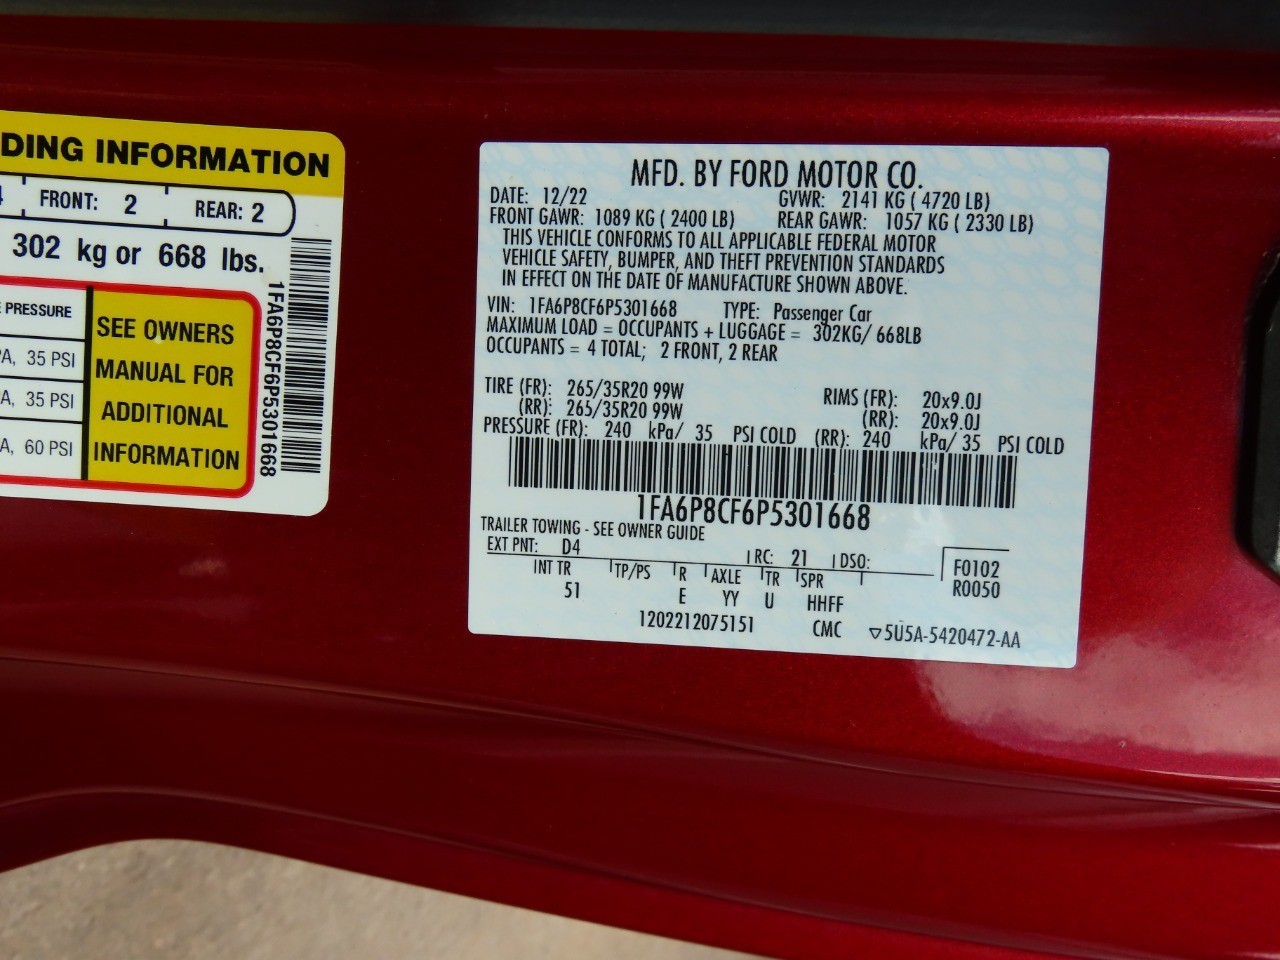 DING INFORMATION
4 FRONT: 2 REAR: 2
302 kg or 668 lbs.
PRESSURE
PA, 35 PSI
A, 35 PSI
A, 60 PSI
SEE OWNERS
MANUAL FOR
ADDITIONAL
INFORMATION
1FA6P8CF6P5301668
MFD. BY FORD MOTOR CO.
DATE: 12/22 GVWR: 2141 KG ( 4720 LB)
FRONT GAWR: 1089 KG ( 2400 LB) REAR GAWR: 1057 KG ( 2330 LB)
THIS VEHICLE CONFORMS TO ALL APPLICABLE FEDERAL MOTOR
VEHICLE SAFETY, BUMPER, AND THEFT PREVENTION STANDARDS
IN EFFECT ON THE DATE OF MANUFACTURE SHOWN ABOVE.
VIN: 1FA6P8CF6P5301668 TYPE: Passenger Car
MAXIMUM LOAD = OCCUPANTS + LUGGAGE = 302KG/ 668LB
OCCUPANTS = 4 TOTAL; 2 FRONT, 2 REAR
TIRE (FR): 265/35R20 99W RIMS (FR): 20x9.0J
(RR): 265/35R20 99W (RR): 20x9.0J
PRESSURE (FR): 240 kPa/ 35 PSI COLD (RR): 240 kPa/ 35 PSI COLD
1FA6P8CF6P5301668
TRAILER TOWING - SEE OWNER GUIDE
EXT PNT: D4 RC: 21 DSO: F0102
INT TR TP/PS R AXLE TR SPR R0050
51 E YY U HHFF
1202212075151 CMC 5U5A-5420472-AA